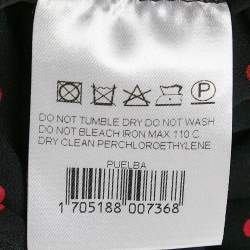 P
DO NOT TUMBLE DRY DO NOT WASH
DO NOT BLEACH IRON MAX 110 C
DRY CLEAN PERCHLOROETHYLENE
PUELBA
1 705188 007368